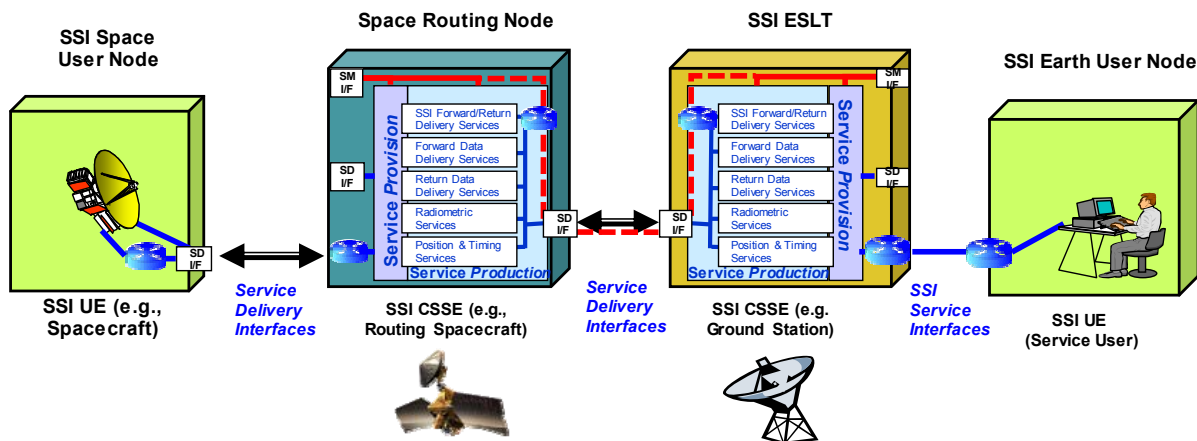 SSI Space
User Node
Space Routing Node
SSI ESLT
SSI Earth User Node
SM
I/F
SD
I/F
SD
I/F
Service Provision
SSI Forward/Return
Delivery Services
Forward Data
Delivery Services
Return Data
Delivery Services
Radiometric
Services
Position & Timing
Services
Service Production
SD
I/F
SD
I/F
SSI Forward/Return
Delivery Services
Forward Data
Delivery Services
Return Data
Delivery Services
Radiometric
Services
Position & Timing
Services
Service Production
Service Provision
SM
I/F
SD
I/F
SSI UE (e.g.,
Spacecraft)
Service
Delivery
Interfaces
SSI CSSE (e.g.,
Routing Spacecraft)
Service
Delivery
Interfaces
SSI CSSE (e.g.
Ground Station)
SSI
Service
Interfaces
SSI UE
(Service User)